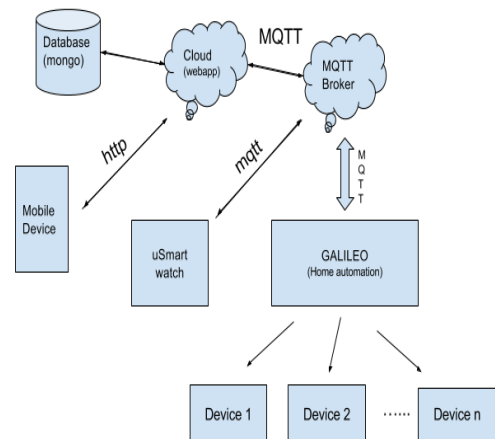 Database
(mongo)
Cloud
(webapp)
MQTT
MQTT
Broker
http
mqtt
M
Q
T
T
Mobile
Device
uSmart
watch
GALILEO
(Home automation)
Device 1
Device 2
......
Device n